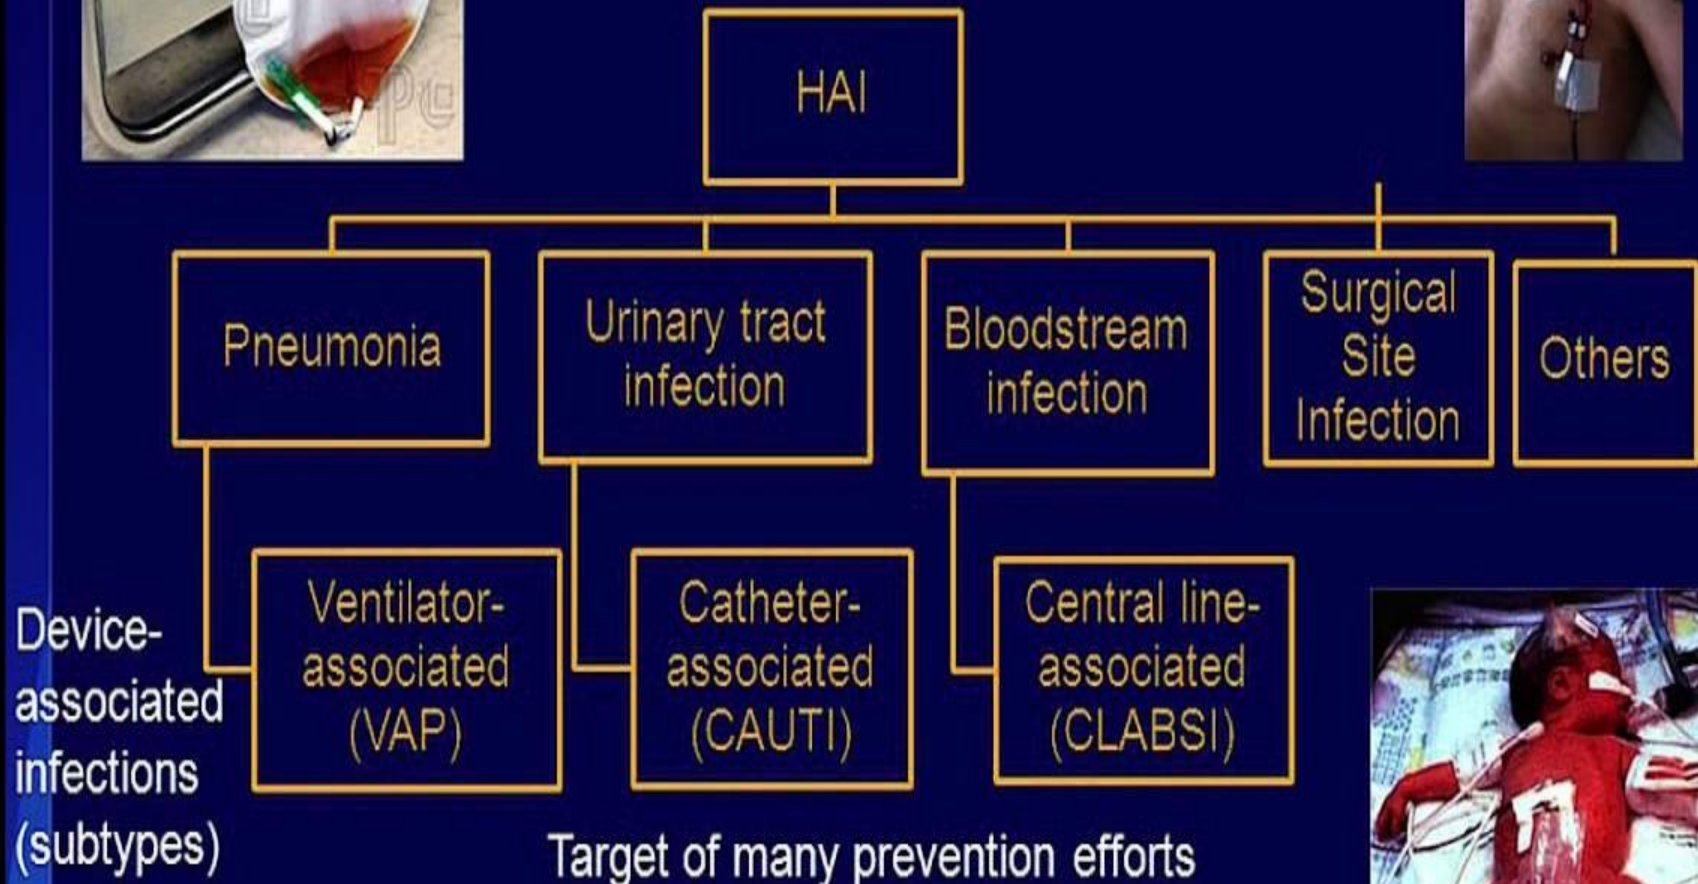 HAI
Pneumonia
Urinary tract
infection
Bloodstream
infection
Surgical
Site
Infection
Others
Device-
associated
infections
(subtypes)
Ventilator-
associated
(VAP)
Catheter-
associated
(CAUTI)
Central line-
associated
(CLABSI)
Target of many prevention efforts